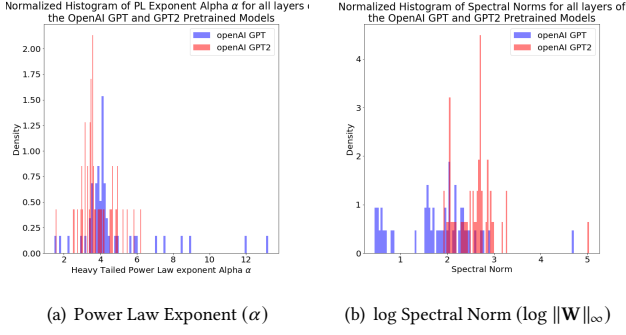 Normalized Histogram of PL Exponent Alpha α for all layers
the OpenAI GPT and GPT2 Pretrained Models
openAI GPT
openAI GPT2
2.00
1.75
1.50
1.25
1.00
0.75
0.50
0.25
0.00
Density
2 4 6 8 10 12
Heavy Tailed Power Law exponent Alpha α
(a) Power Law Exponent (α)
Normalized Histogram of Spectral Norms for all layers of
the OpenAI GPT and GPT2 Pretrained Models
openAI GPT
openAI GPT2
4
3
2
1
0
Density
1 2 3 4 5
Spectral Norm
(b) log Spectral Norm (log ‖W‖∞)